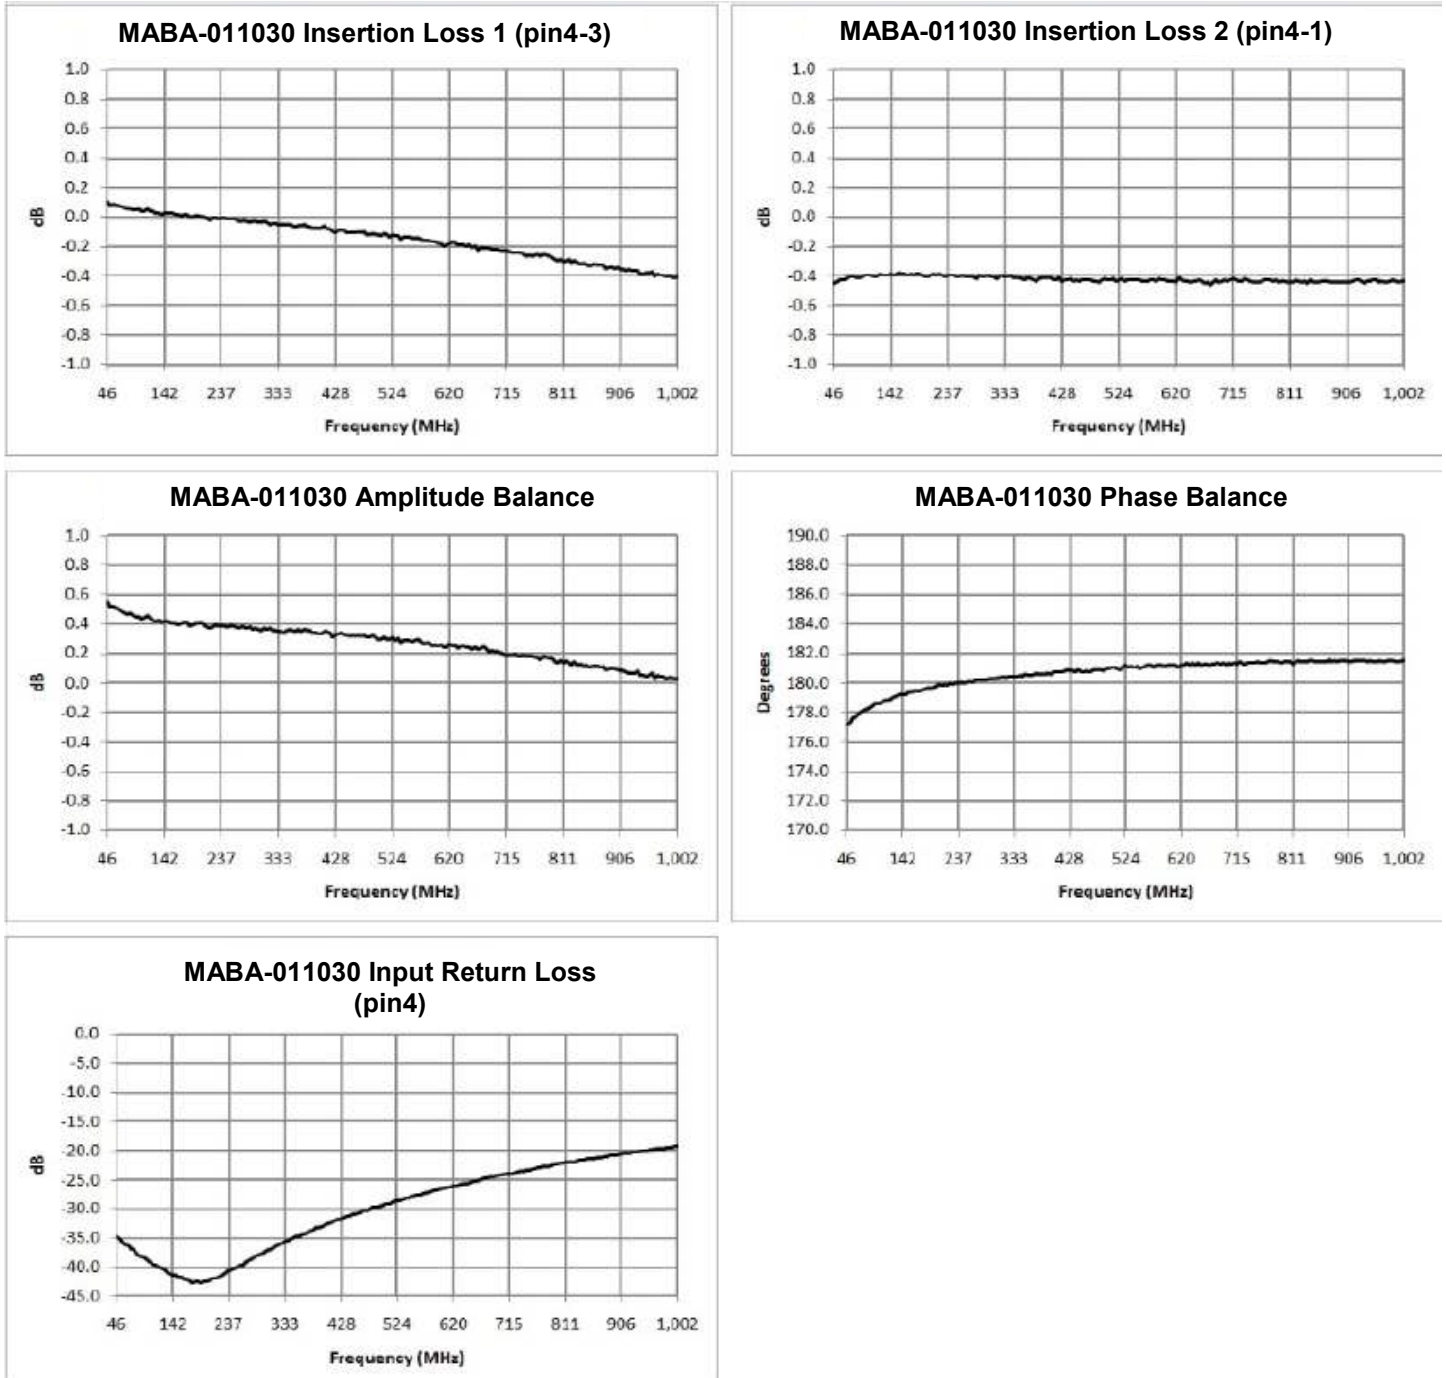 MABA-011030 Insertion Loss 1 (pin4-3)
1.0
0.8
0.6
0.4
0.2
0.0
-0.2
-0.4
-0.6
-0.8
-1.0
dB
46 142 237 333 428 524 620 715 811 906 1,002
Frequency (MHz)
MABA-011030 Insertion Loss 2 (pin4-1)
1.0
0.8
0.6
0.4
0.2
0.0
-0.2
-0.4
-0.6
-0.8
-1.0
dB
46 142 237 333 428 524 620 715 811 906 1,002
Frequency (MHz)
MABA-011030 Amplitude Balance
1.0
0.8
0.6
0.4
0.2
0.0
-0.2
-0.4
-0.6
-0.8
-1.0
dB
46 142 237 333 428 524 620 715 811 906 1,002
Frequency (MHz)
MABA-011030 Phase Balance
190.0
188.0
186.0
184.0
182.0
180.0
178.0
176.0
174.0
172.0
170.0
Degrees
46 142 237 333 428 524 620 715 811 906 1,002
Frequency (MHz)
MABA-011030 Input Return Loss
(pin4)
0.0
-5.0
-10.0
-15.0
-20.0
-25.0
-30.0
-35.0
-40.0
-45.0
dB
46 142 237 333 428 524 620 715 811 906 1,002
Frequency (MHz)